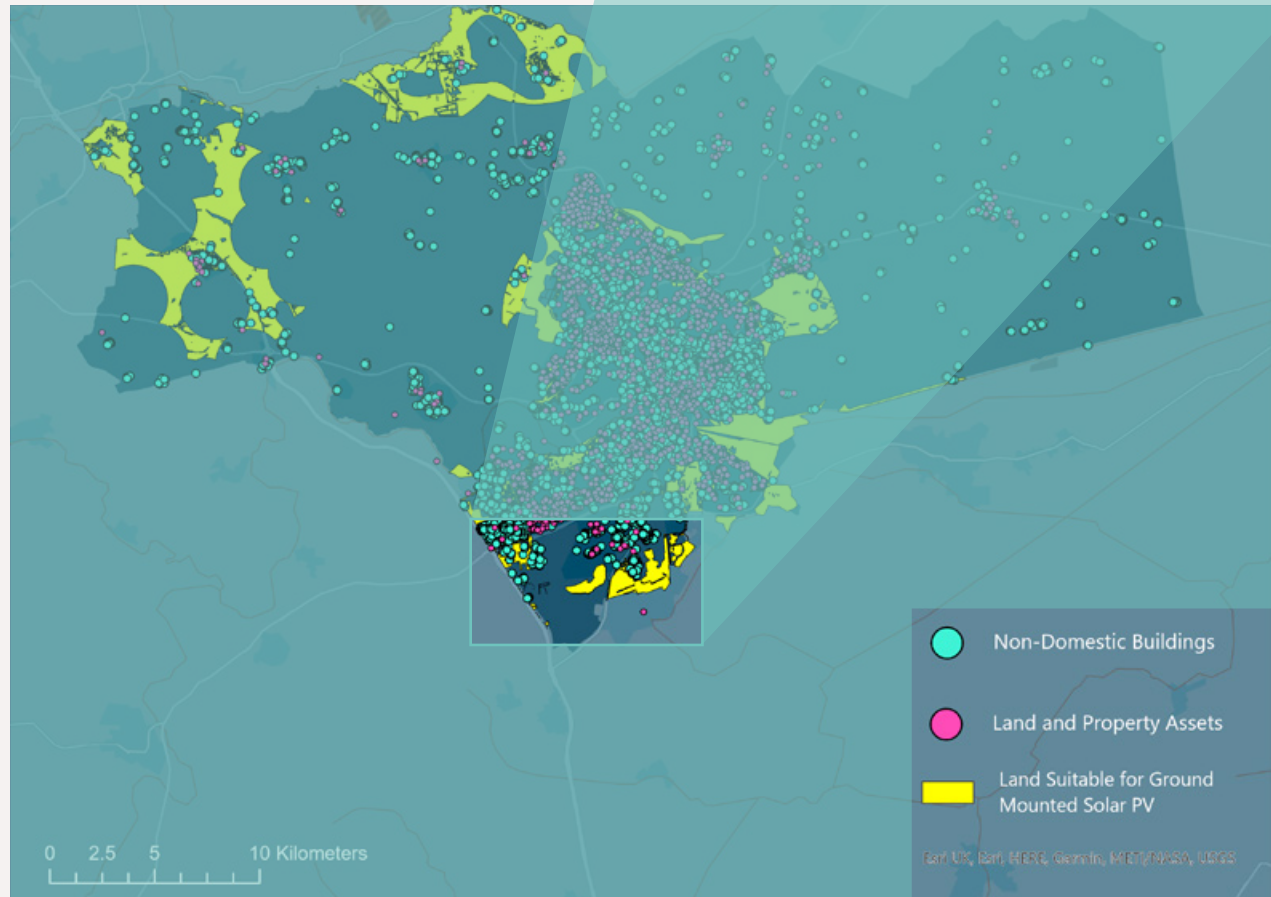 Non-Domestic Buildings
Land and Property Assets
Land Suitable for Ground
Mounted Solar PV
Esri UK, Esri, HERE, Garmin, METI/NASA, USGS
0 2.5 5 10 Kilometers